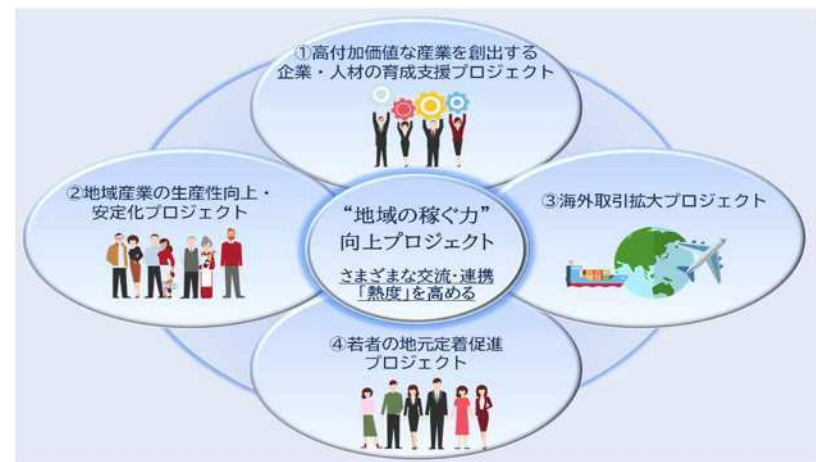 ①高付加価値な産業を創出する
企業・人材の育成支援プロジェクト
②地域産業の生産性向上・
安定化プロジェクト
“地域の稼ぐ力”
向上プロジェクト
さまざまな交流・連携
「熱度」を高める
③海外取引拡大プロジェクト
④若者の地元定着促進
プロジェクト